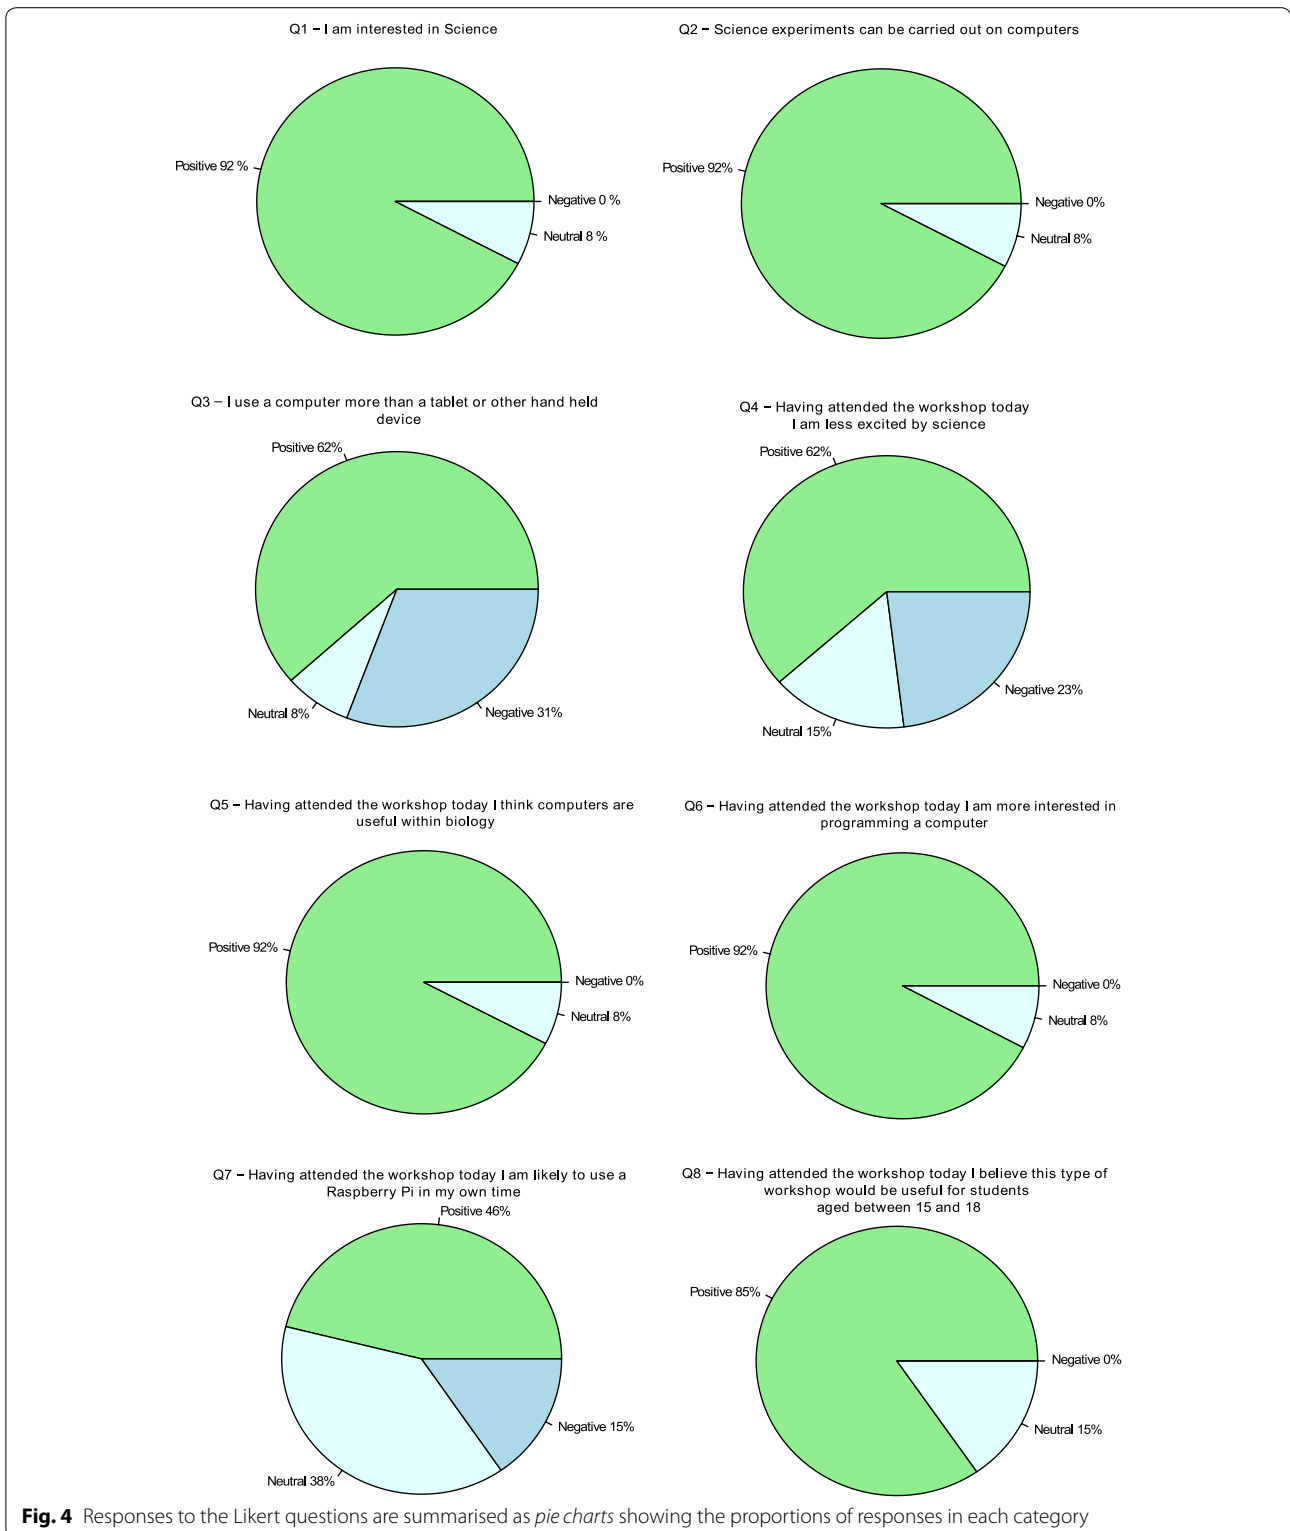 Q1 – I am interested in Science
Positive 92 %
Negative 0 %
Neutral 8 %
Q2 – Science experiments can be carried out on computers
Positive 92%
Negative 0%
Neutral 8%
Q3 – I use a computer more than a tablet or other hand held
device
Positive 62%
Neutral 8%
Negative 31%
Q4 – Having attended the workshop today
I am less excited by science
Positive 62%
Neutral 15%
Negative 23%
Q5 – Having attended the workshop today I think computers are
useful within biology
Positive 92%
Negative 0%
Neutral 8%
Q6 – Having attended the workshop today I am more interested in
programming a computer
Positive 92%
Negative 0%
Neutral 8%
Q7 – Having attended the workshop today I am likely to use a
Raspberry Pi in my own time
Positive 46%
Negative 15%
Neutral 38%
Q8 – Having attended the workshop today I believe this type of
workshop would be useful for students
aged between 15 and 18
Positive 85%
Negative 0%
Neutral 15%
Fig. 4 Responses to the Likert questions are summarised as pie charts showing the proportions of responses in each category